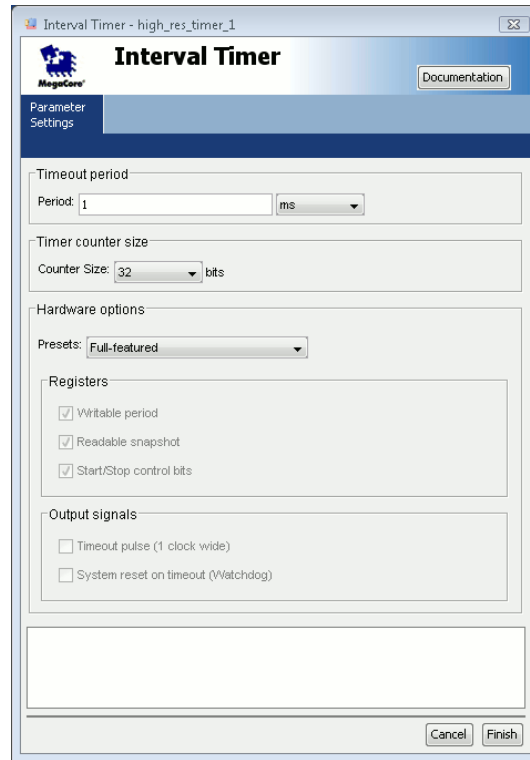 Interval Timer - high_res_timer_1
MegaCore®
Interval Timer
Documentation
Parameter
Settings
Timeout period
Period: 1 ms
Timer counter size
Counter Size: 32 bits
Hardware options
Presets: Full-featured
Registers
Writable period
Readable snapshot
Start/Stop control bits
Output signals
Timeout pulse (1 clock wide)
System reset on timeout (Watchdog)
Cancel Finish